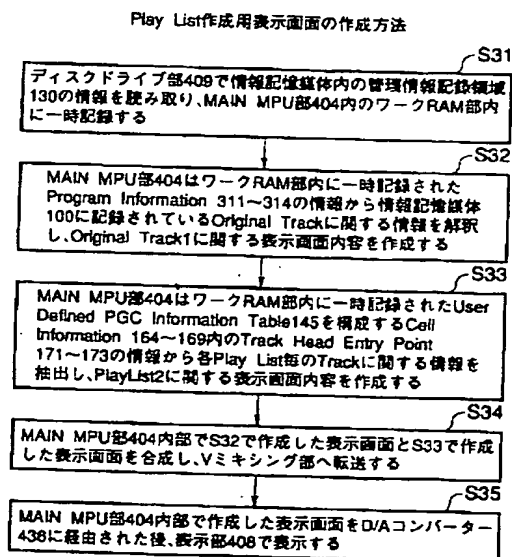 Play List作成用表示画面の作成方法
S31
ディスクドライブ部409で情報記憶媒体内の管理情報記録領域
130の情報を読み取り、MAIN MPU部404内のワークRAM部内
に一時記録する
S32
MAIN MPU部404はワークRAM部内に一時記録された
Program Information 311~314の情報から情報記憶媒体
100に記録されているOriginal Trackに関する情報を解釈
し、Original Track1に関する表示画面内容を作成する
S33
MAIN MPU部404はワークRAM部内に一時記録されたUser
Defined PGC Information Table145を構成するCell
Information 164~169内のTrack Head Entry Point
171~173の情報から各Play List毎のTrackに関する情報を
抽出し、PlayList2に関する表示画面内容を作成する
S34
MAIN MPU部404内部でS32で作成した表示画面とS33で作成
した表示画面を合成し、Vミキシング部へ転送する
S35
MAIN MPU部404内部で作成した表示画面をD/Aコンバーター
436に経由された後、表示部408で表示する